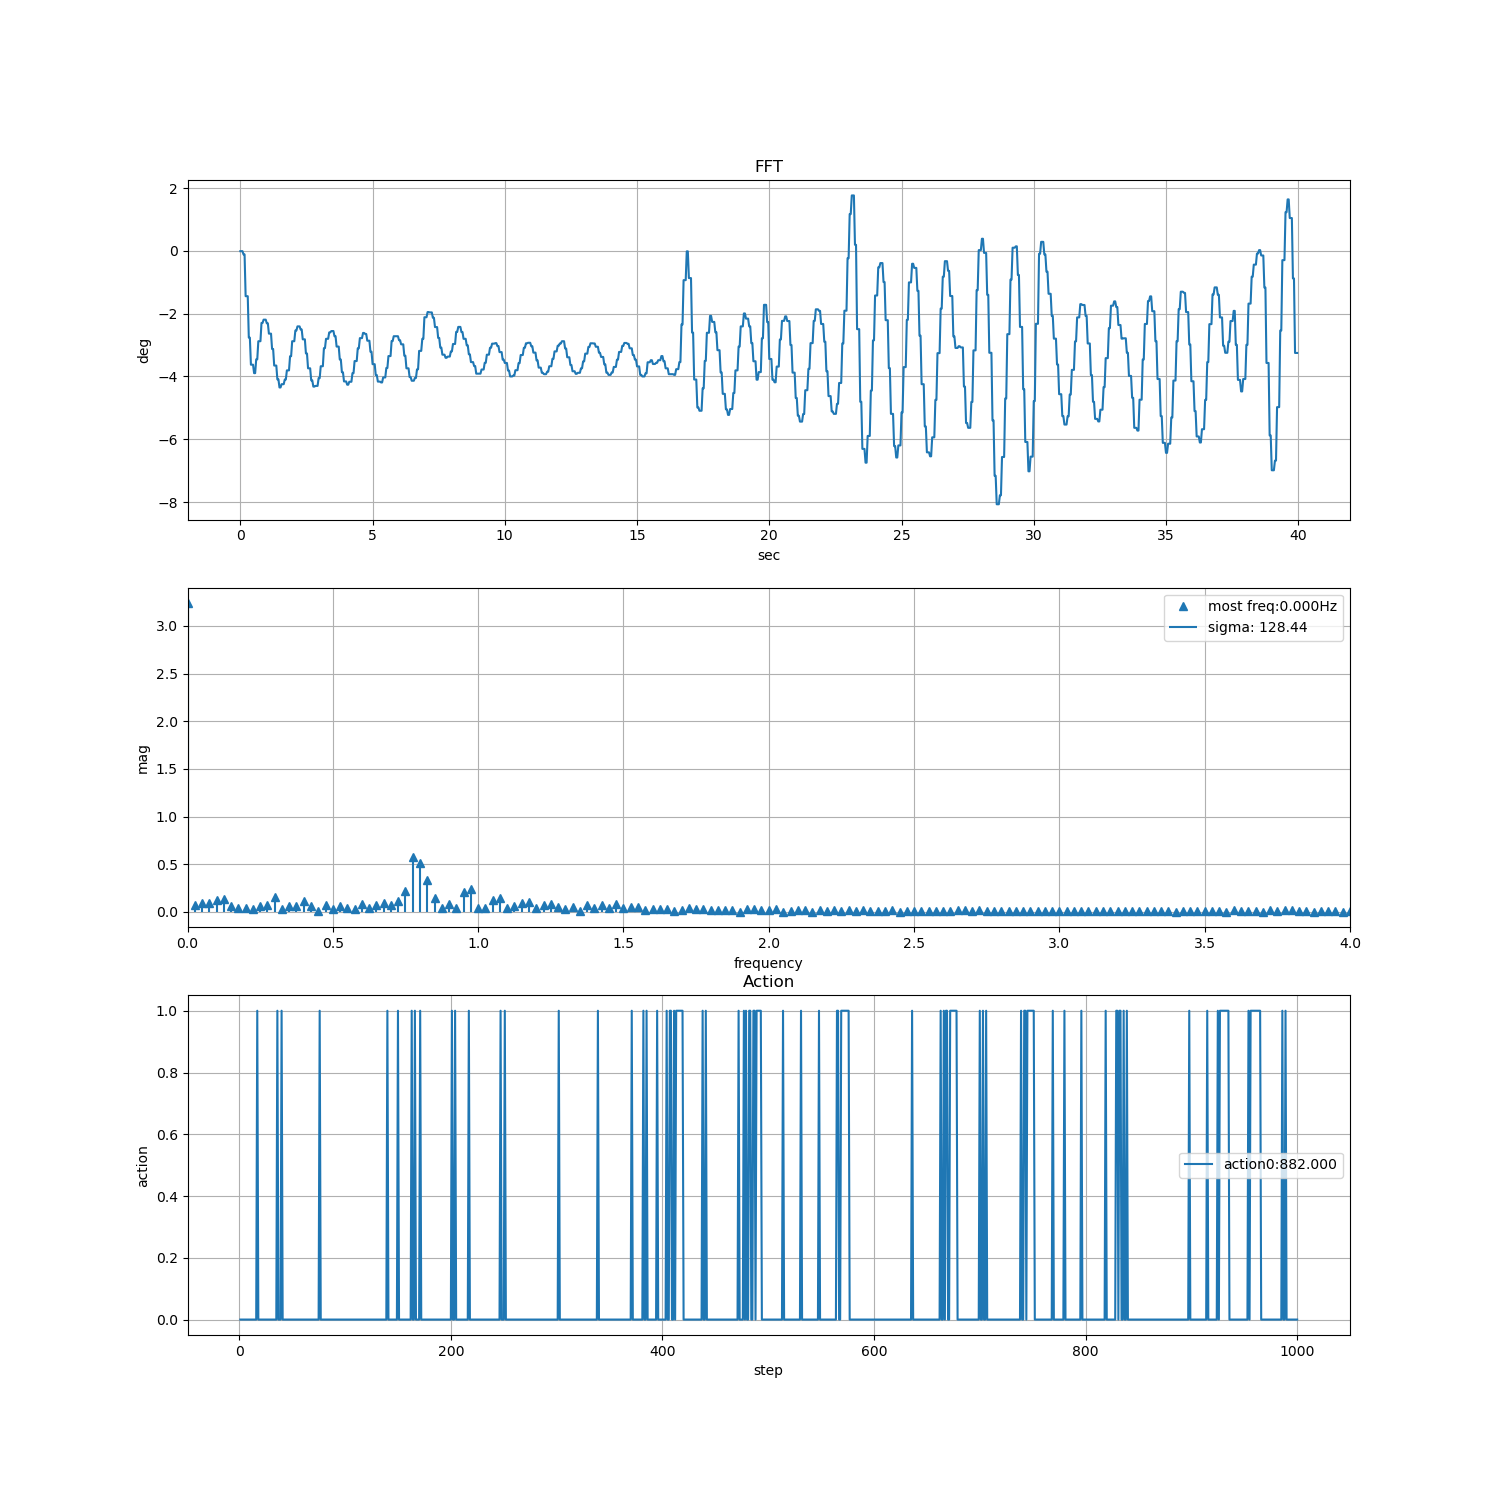 FFT
2
0
−2
−4
−6
−8
deg
0 5 10 15 20 25 30 35 40
sec
most freq:0.000Hz
sigma: 128.44
3.0
2.5
2.0
1.5
1.0
0.5
0.0
mag
0.0 0.5 1.0 1.5 2.0 2.5 3.0 3.5 4.0
frequency
Action
1.0
0.8
0.6
0.4
0.2
0.0
action
action0:882.000
0 200 400 600 800 1000
step